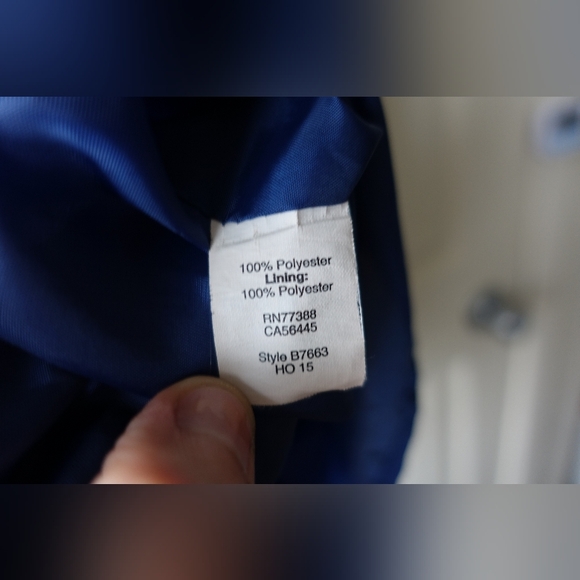 100% Polyester
Lining:
100% Polyester
RN77388
CA56445
Style B7663
HO 15